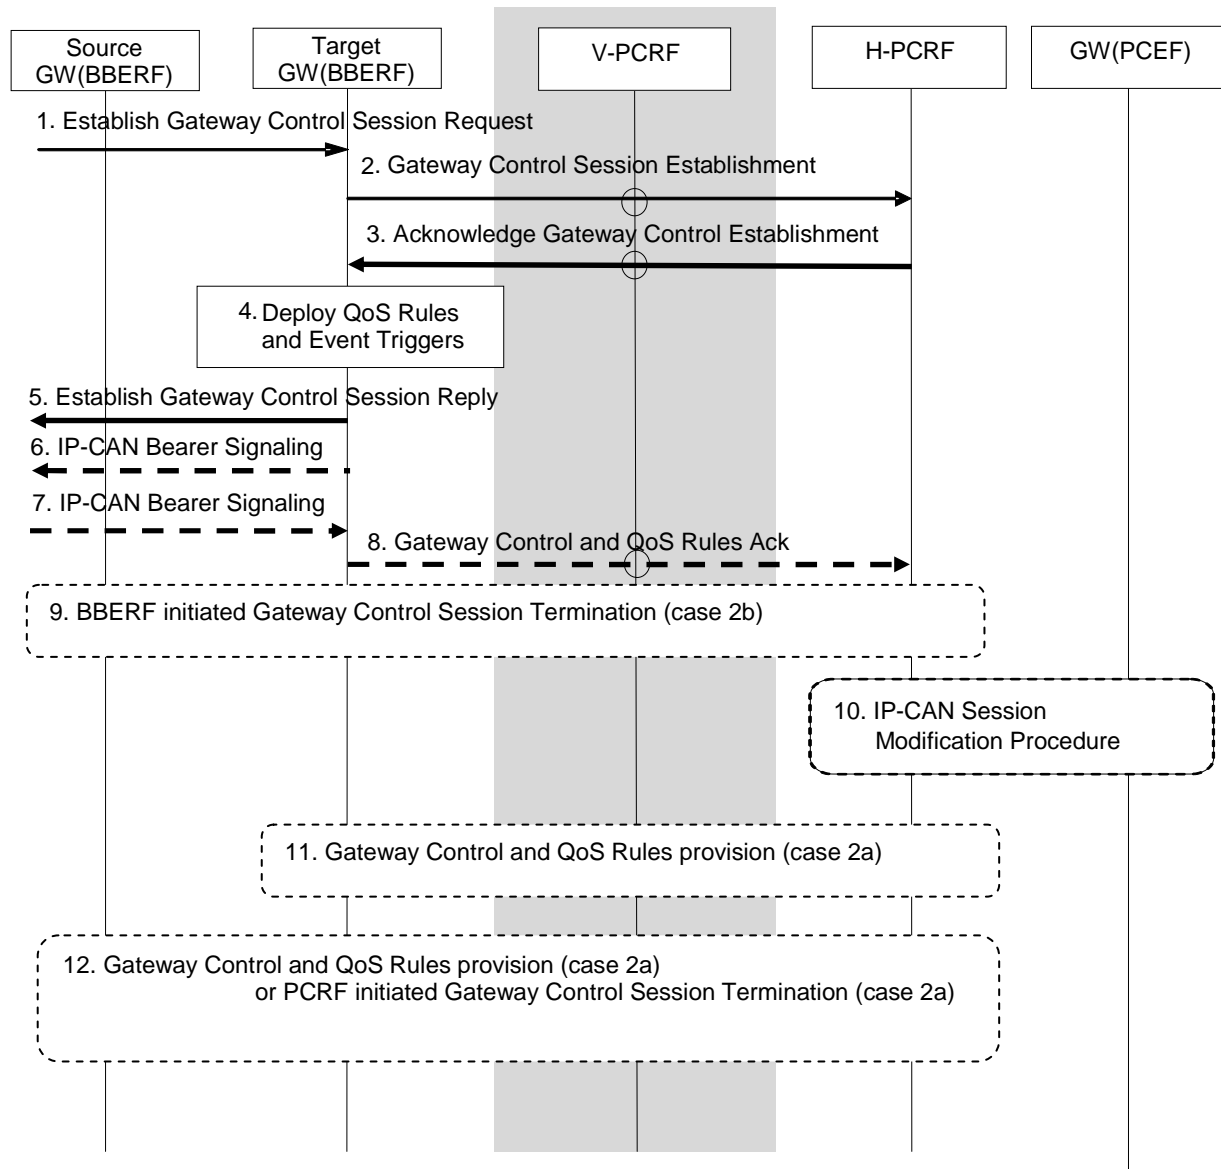 Source
GW(BBERF)
Target
GW(BBERF)
V-PCRF
H-PCRF
GW(PCEF)
1. Establish Gateway Control Session Request
2. Gateway Control Session Establishment
3. Acknowledge Gateway Control Establishment
4. Deploy QoS Rules
and Event Triggers
5. Establish Gateway Control Session Reply
6. IP-CAN Bearer Signaling
7. IP-CAN Bearer Signaling
8. Gateway Control and QoS Rules Ack
9. BBERF initiated Gateway Control Session Termination (case 2b)
10. IP-CAN Session
Modification Procedure
11. Gateway Control and QoS Rules provision (case 2a)
12. Gateway Control and QoS Rules provision (case 2a)
or PCRF initiated Gateway Control Session Termination (case 2a)